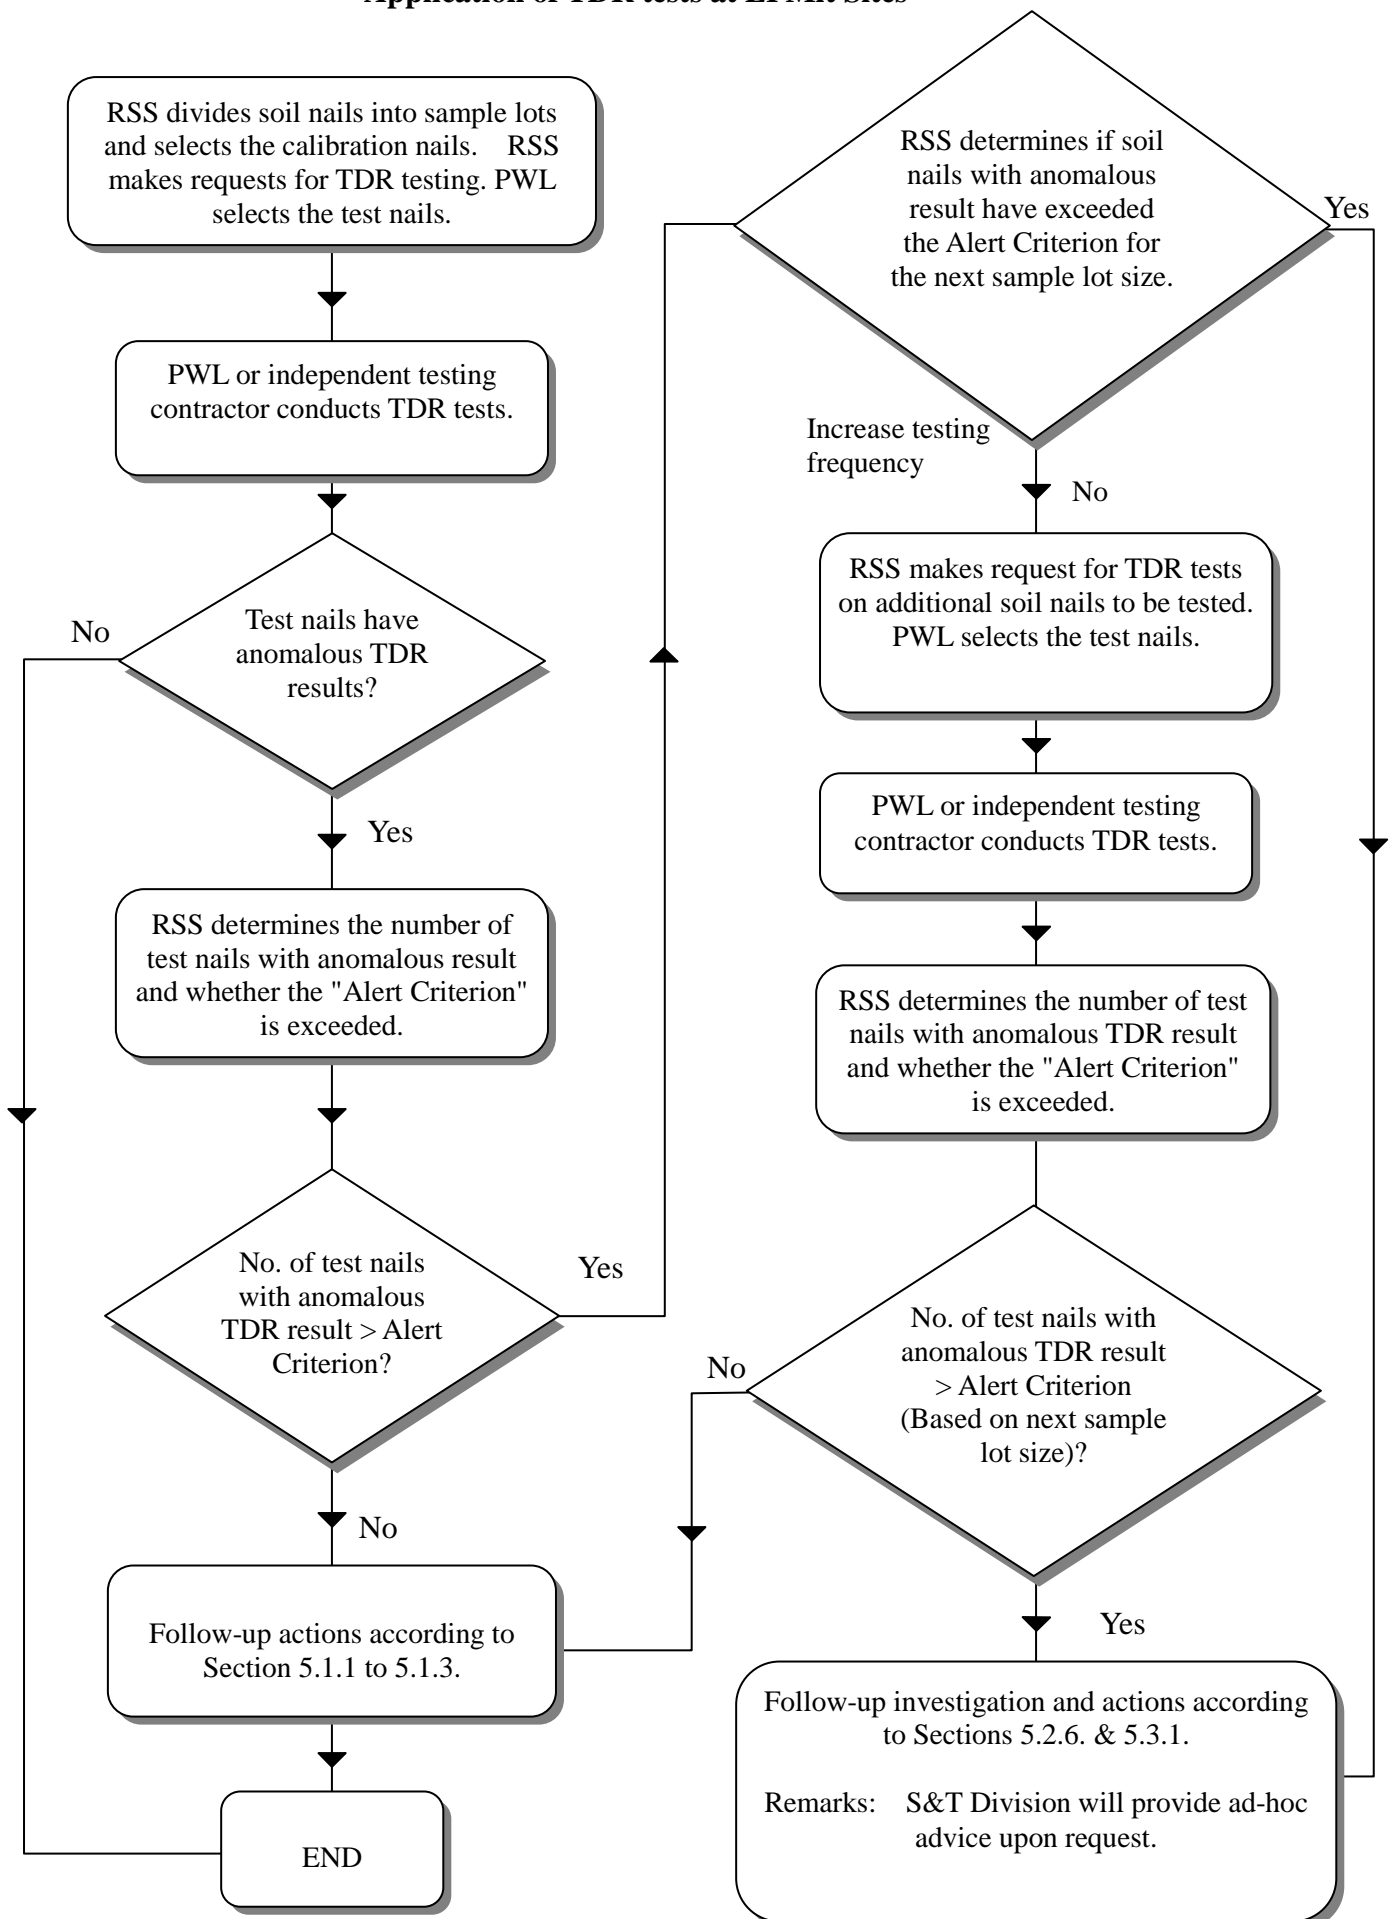 Application of TDR tests at LPMit Sites
RSS divides soil nails into sample lots
and selects the calibration nails. RSS
makes requests for TDR testing. PWL
selects the test nails.
PWL or independent testing
contractor conducts TDR tests.
Test nails have
anomalous TDR
results?
No
Yes
RSS determines the number of
test nails with anomalous result
and whether the "Alert Criterion"
is exceeded.
No. of test nails
with anomalous
TDR result > Alert
Criterion?
Yes
No
Follow-up actions according to
Section 5.1.1 to 5.1.3.
END
RSS determines if soil
nails with anomalous
result have exceeded
the Alert Criterion for
the next sample lot size.
Yes
Increase testing
frequency
No
RSS makes request for TDR tests
on additional soil nails to be tested.
PWL selects the test nails.
PWL or independent testing
contractor conducts TDR tests.
RSS determines the number of test
nails with anomalous TDR result
and whether the "Alert Criterion"
is exceeded.
No. of test nails with
anomalous TDR result
> Alert Criterion
(Based on next sample
lot size)?
No
Yes
Follow-up investigation and actions according
to Sections 5.2.6. & 5.3.1.
Remarks: S&T Division will provide ad-hoc
advice upon request.